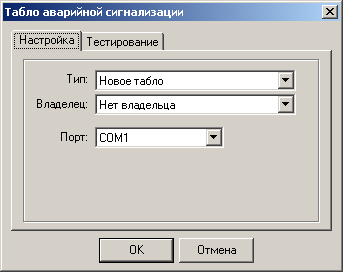 Табло аварийной сигнализации
Настройка Тестирование
Тип: Новое табло
Владелец: Нет владельца
Порт: COM1
OK Отмена